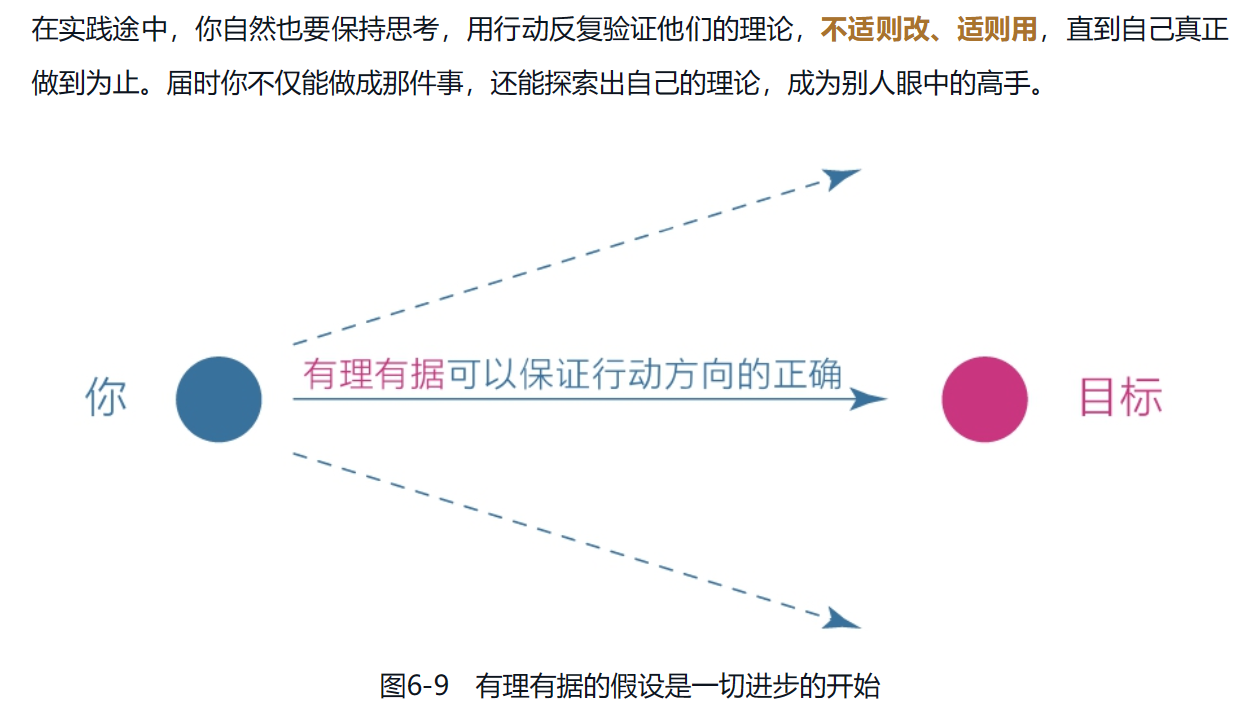 在实践途中，你自然也要保持思考，用行动反复验证他们的理论，不适则改、适则用，直到自己真正
做到为止。届时你不仅能做成那件事，还能探索出自己的理论，成为别人眼中的高手。
有理有据可以保证行动方向的正确
你
目标
图6-9　有理有据的假设是一切进步的开始